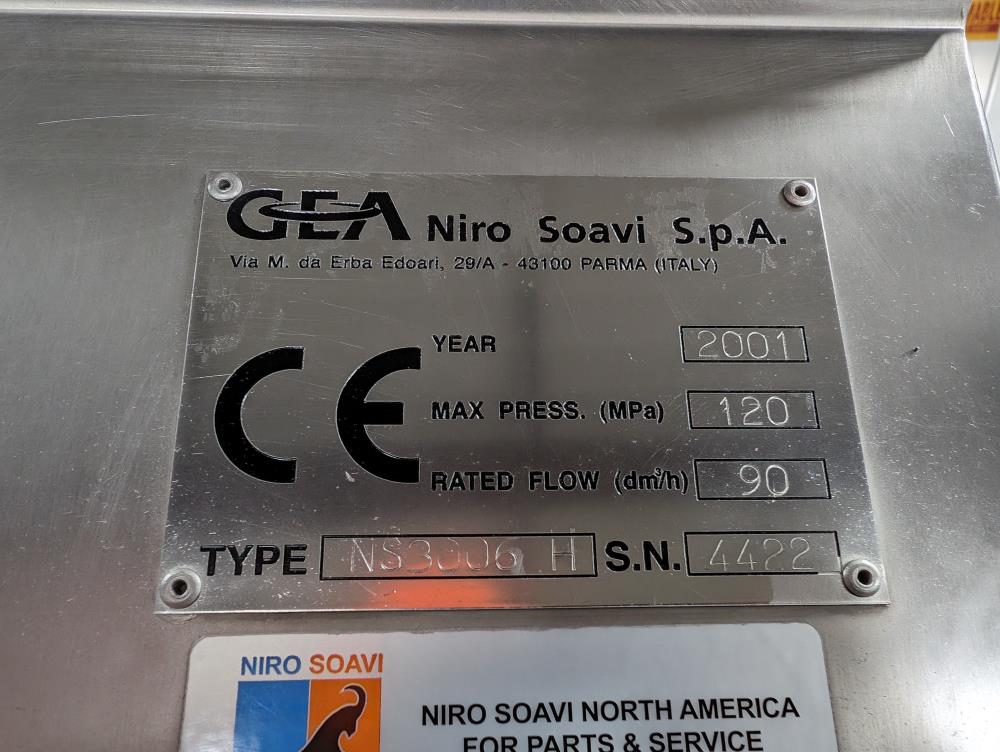 GEA Niro Soavi S.p.A.
Via M. da Erba Edoari, 29/A - 43100 PARMA (ITALY)
CE
YEAR 2001
MAX PRESS. (MPa) 120
RATED FLOW (dm³/h) 90
TYPE NS3006 H S.N. 4422
NIRO SOAVI
NIRO SOAVI NORTH AMERICA
FOR PARTS & SERVICE